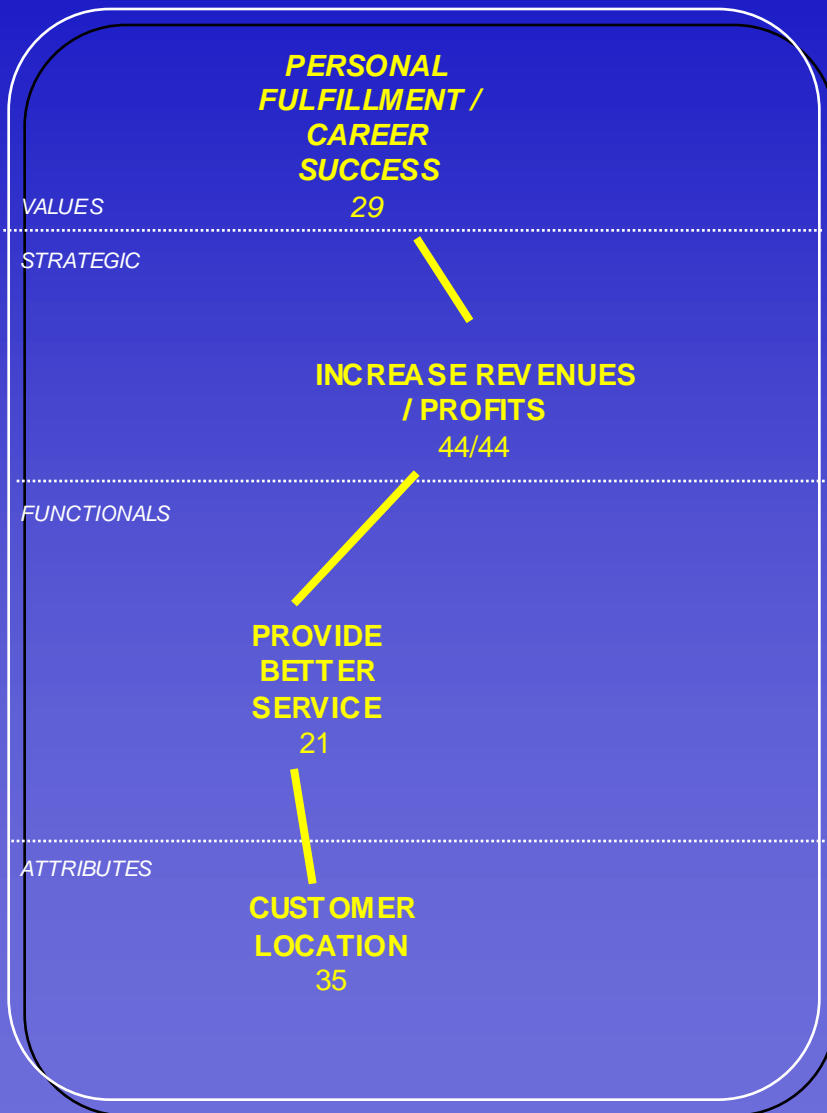 PERSONAL
FULFILLMENT /
CAREER
SUCCESS
29
VALUES
STRATEGIC
INCREASE REVENUES
/ PROFITS
44/44
FUNCTIONALS
PROVIDE
BETTER
SERVICE
21
ATTRIBUTES
CUSTOMER
LOCATION
35